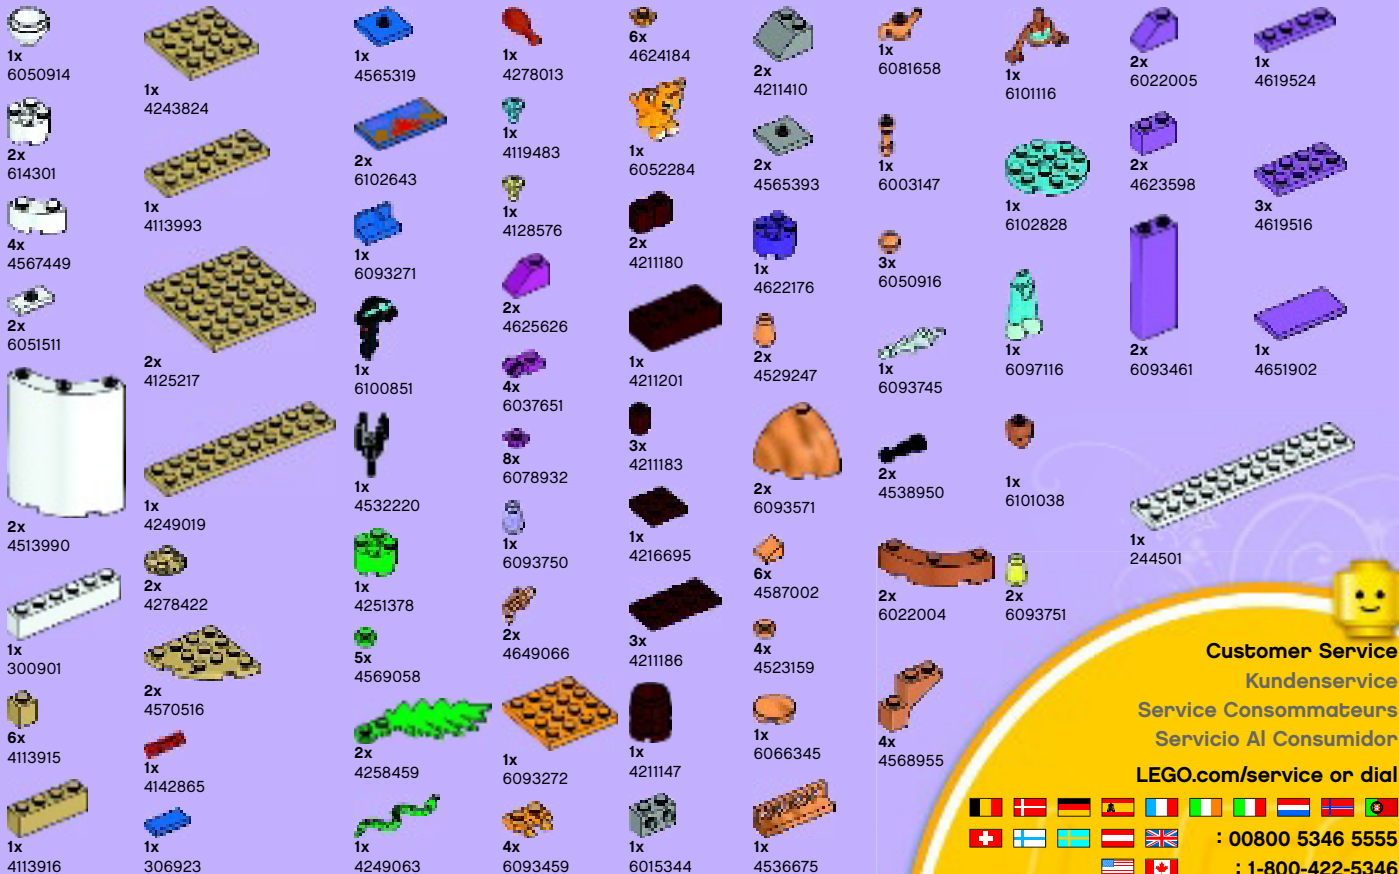 1x
6050914
2x
614301
4x
4567449
2x
6051511
2x
4513990
1x
300901
6x
4113915
1x
4113916
1x
4243824
1x
4113993
2x
4125217
1x
4249019
2x
4278422
2x
4570516
1x
4142865
1x
306923
1x
4565319
2x
6102643
1x
6093271
1x
6100851
1x
4532220
1x
4251378
5x
4569058
2x
4258459
1x
4249063
1x
4278013
1x
4119483
1x
4128576
2x
4625626
4x
6037651
8x
6078932
1x
6093750
2x
4649066
1x
6093272
4x
6093459
6x
4624184
1x
6052284
2x
4211180
1x
4211201
3x
4211183
1x
4216695
3x
4211186
1x
4211147
1x
6015344
2x
4211410
2x
4565393
1x
4622176
2x
4529247
2x
6093571
6x
4587002
4x
4523159
1x
6066345
1x
4536675
1x
6081658
1x
6003147
3x
6050916
1x
6093745
2x
4538950
2x
6022004
4x
4568955
1x
6101116
1x
6102828
1x
6097116
1x
6101038
2x
6093751
2x
6022005
2x
4623598
2x
6093461
1x
244501
1x
4619524
3x
4619516
1x
4651902
Customer Service
Kundenservice
Service Consommateurs
Servicio Al Consumidor
LEGO.com/service or dial
: 00800 5346 5555
: 1-800-422-5346